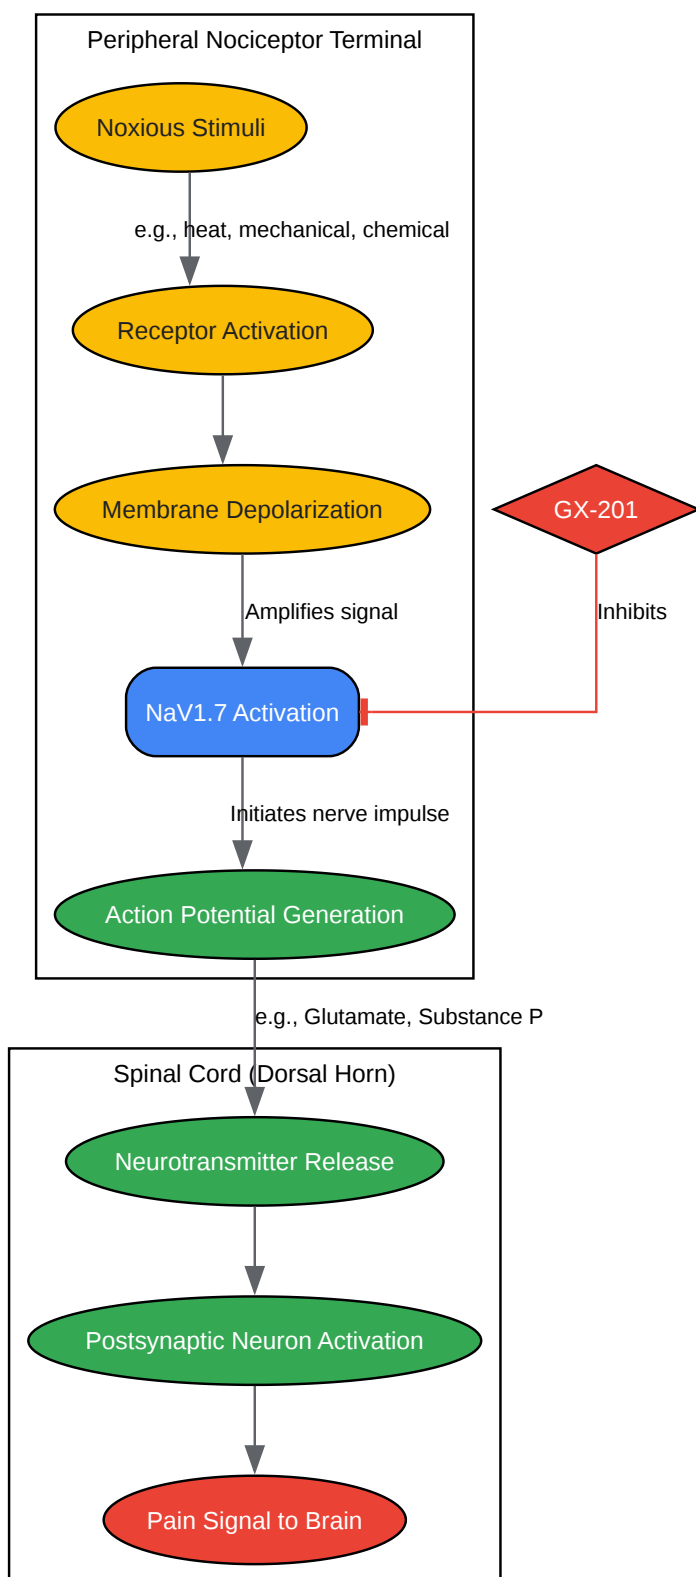 Peripheral Nociceptor Terminal
Noxious Stimuli
e.g., heat, mechanical, chemical
Receptor Activation
Membrane Depolarization
GX-201
Amplifies signal
Inhibits
NaV1.7 Activation
Initiates nerve impulse
Action Potential Generation
e.g., Glutamate, Substance P
Spinal Cord (Dorsal Horn)
Neurotransmitter Release
Postsynaptic Neuron Activation
Pain Signal to Brain